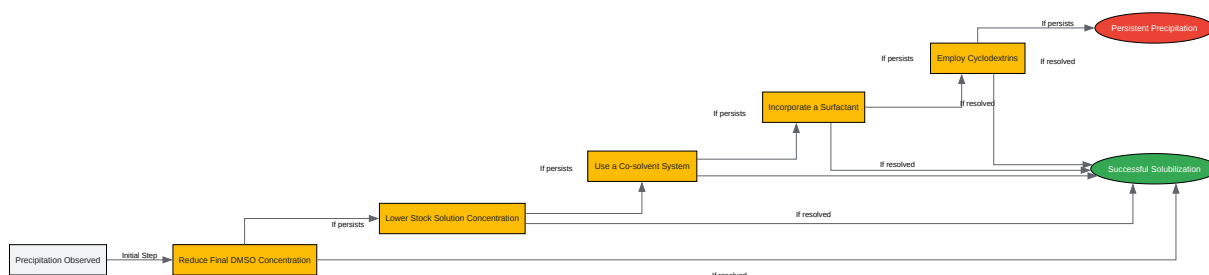 If persists
Persistent Precipitation
If persists
Employ Cyclodextrins
If resolved
If persists
Incorporate a Surfactant
If resolved
If persists
Use a Co-solvent System
If resolved
Successful Solubilization
Lower Stock Solution Concentration
If resolved
If persists
Precipitation Observed
Initial Step
Reduce Final DMSO Concentration
If resolved